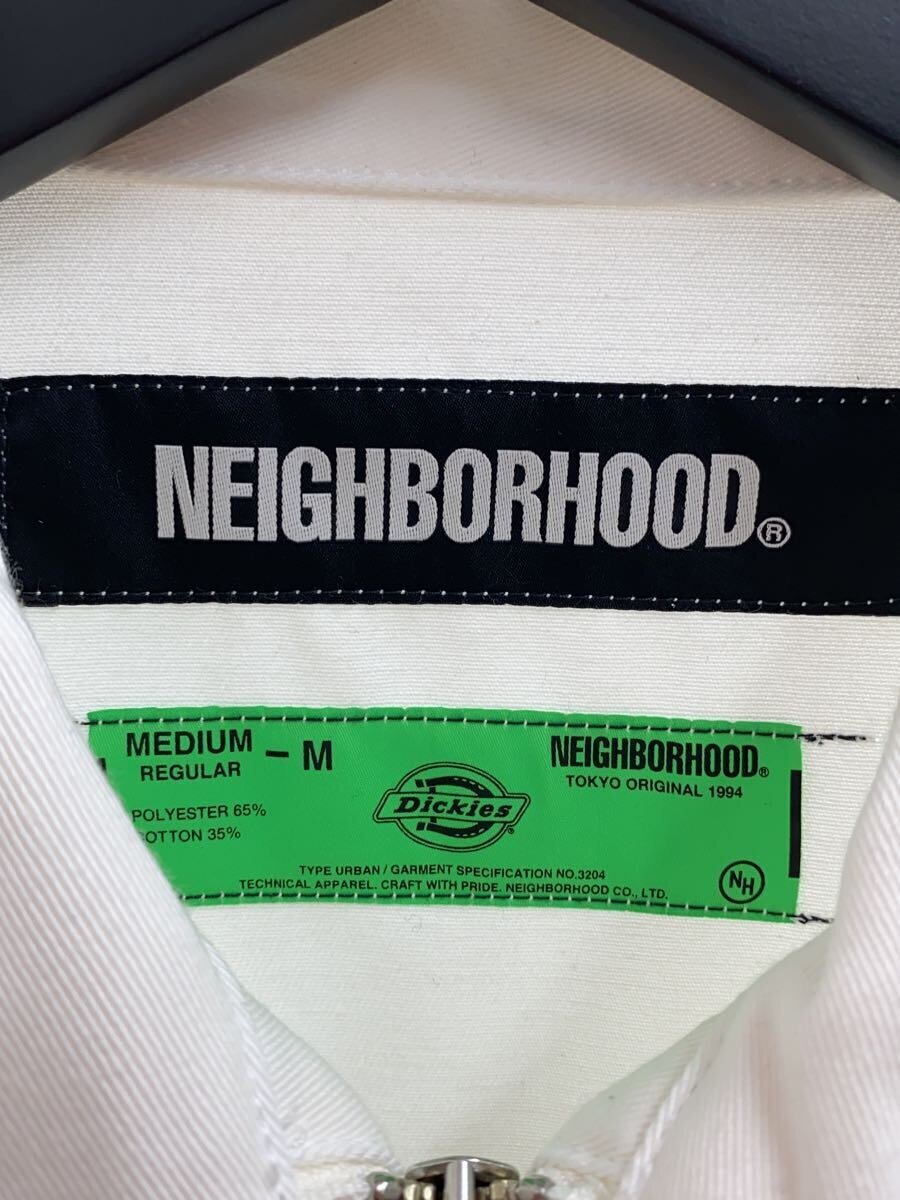 NEIGHBORHOOD®
MEDIUM - M
REGULAR
POLYESTER 65%
COTTON 35%
Dickies®
NEIGHBORHOOD®
TOKYO ORIGINAL 1994
TYPE URBAN / GARMENT SPECIFICATION NO.3204
TECHNICAL APPAREL. CRAFT WITH PRIDE. NEIGHBORHOOD CO., LTD.
NH